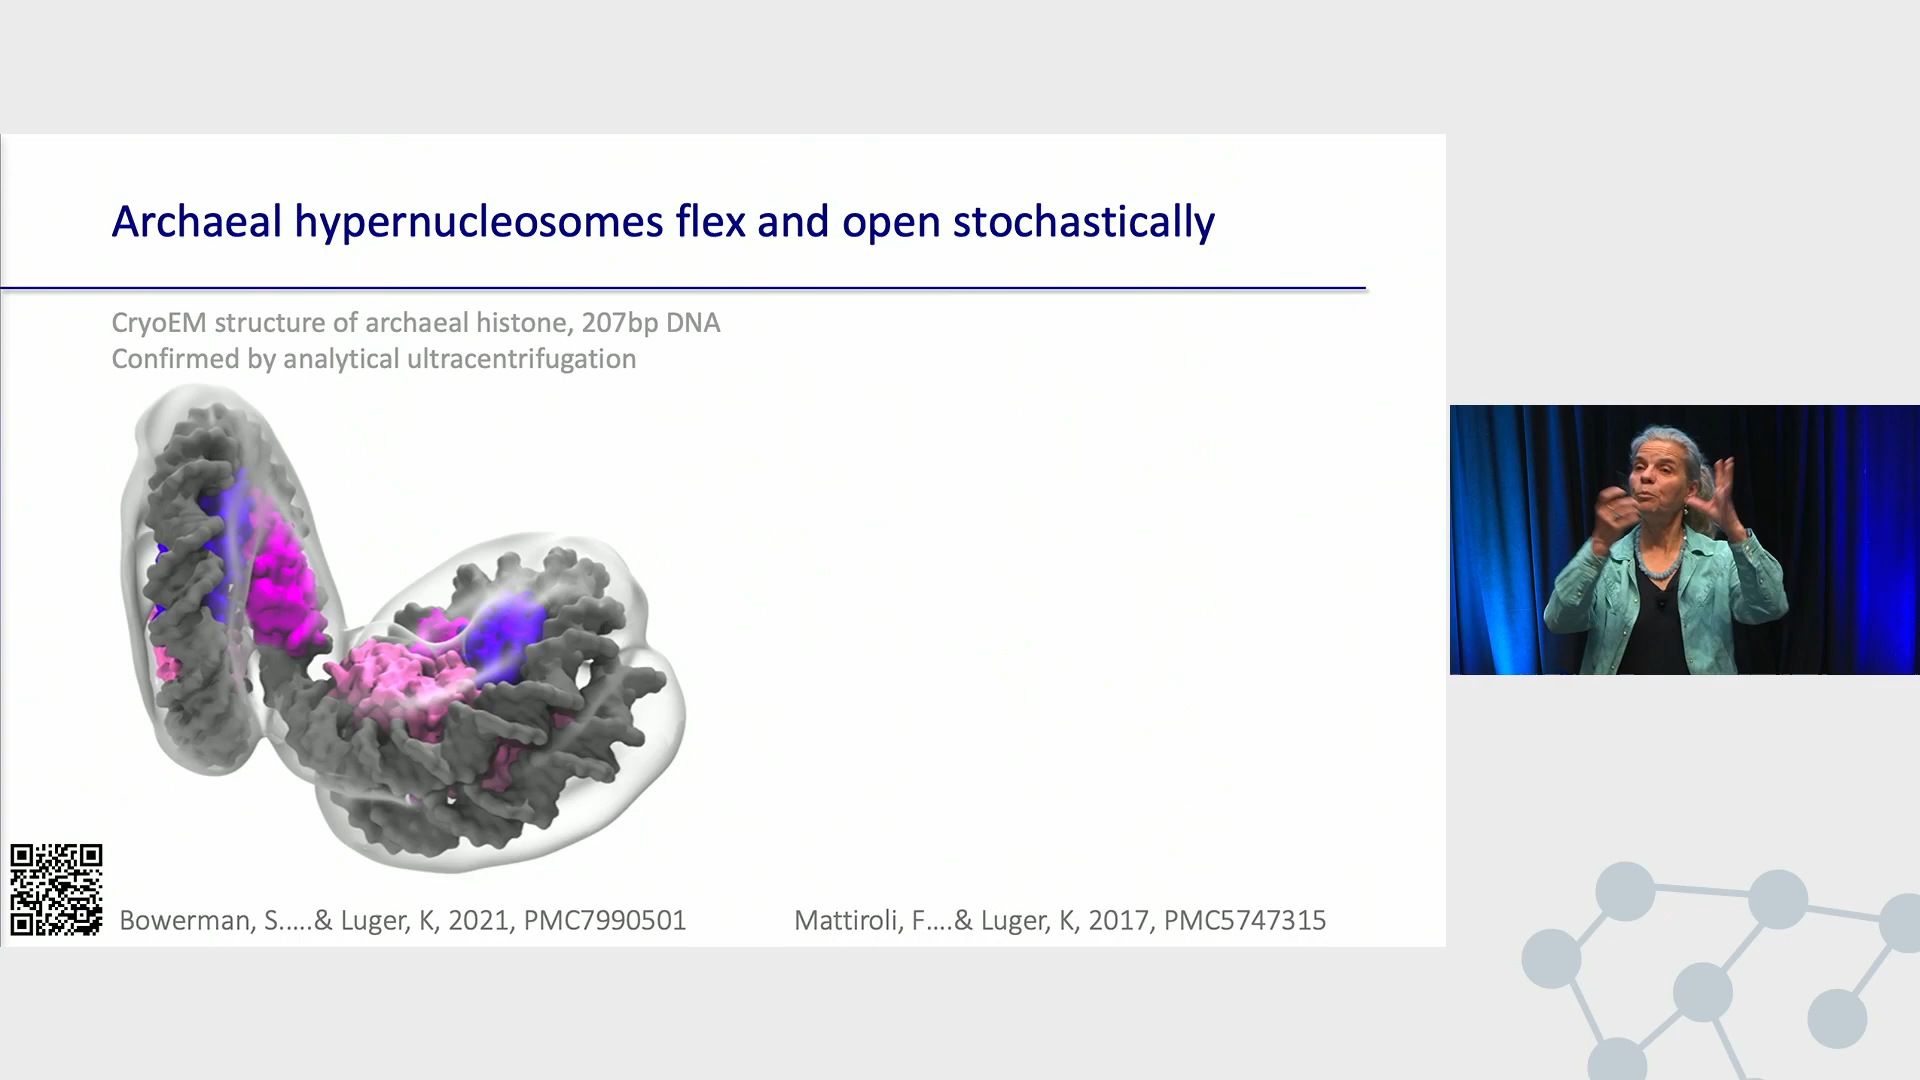 Archaeal hypernucleosomes flex and open stochastically
CryoEM structure of archaeal histone, 207bp DNA
Confirmed by analytical ultracentrifugation
Bowerman, S.....& Luger, K, 2021, PMC7990501
Mattiroli, F....& Luger, K, 2017, PMC5747315